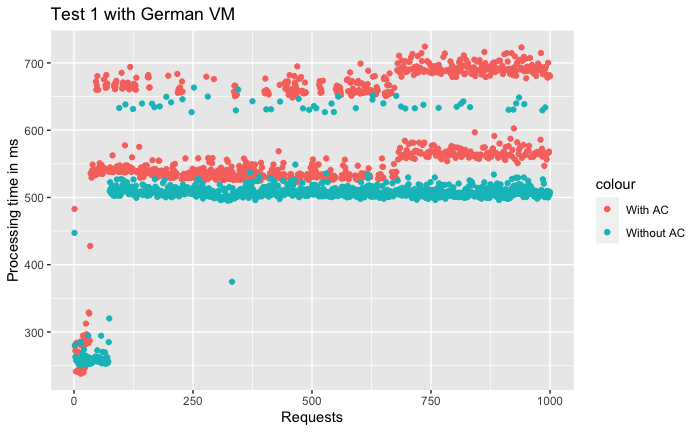 Test 1 with German VM
Processing time in ms
700
600
500
400
300
0
250
500
750
1000
Requests
colour
With AC
Without AC